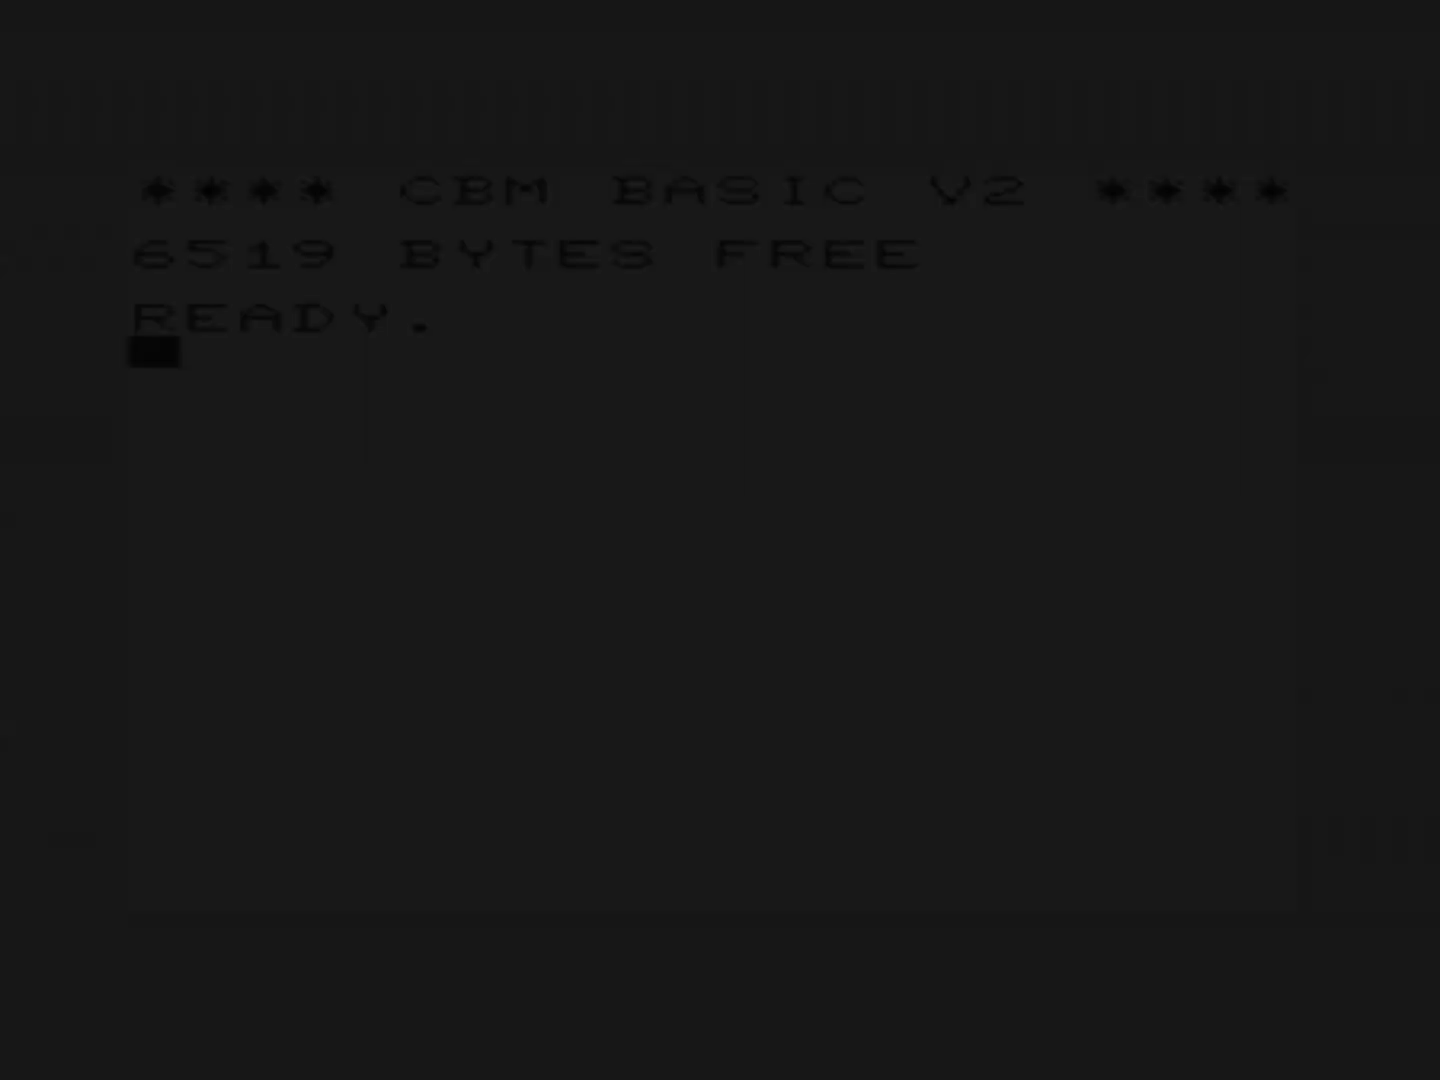 **** CBM BASIC V2 ****
6519 BYTES FREE
READY.